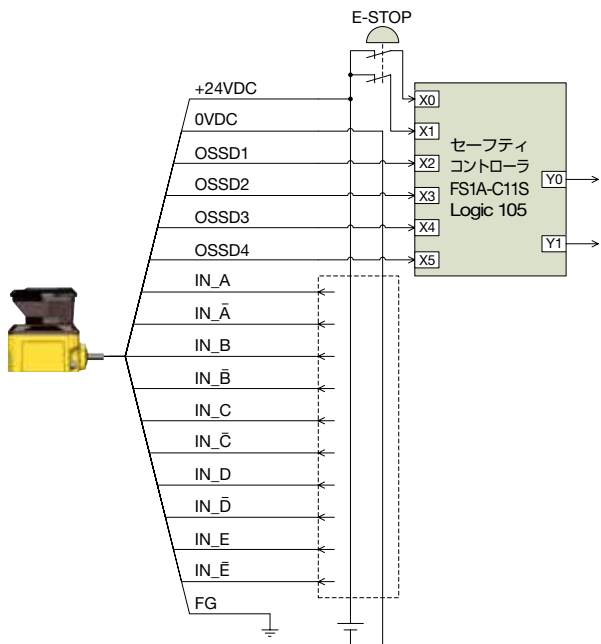 E-STOP
+24VDC
0VDC
OSSD1
OSSD2
OSSD3
OSSD4
IN_A
IN_A̅
IN_B
IN_B̅
IN_C
IN_C̅
IN_D
IN_D̅
IN_E
IN_E̅
FG
X0
X1
X2
X3
X4
X5
セーフティ
コントローラ
FS1A-C11S
Logic 105
Y0
Y1